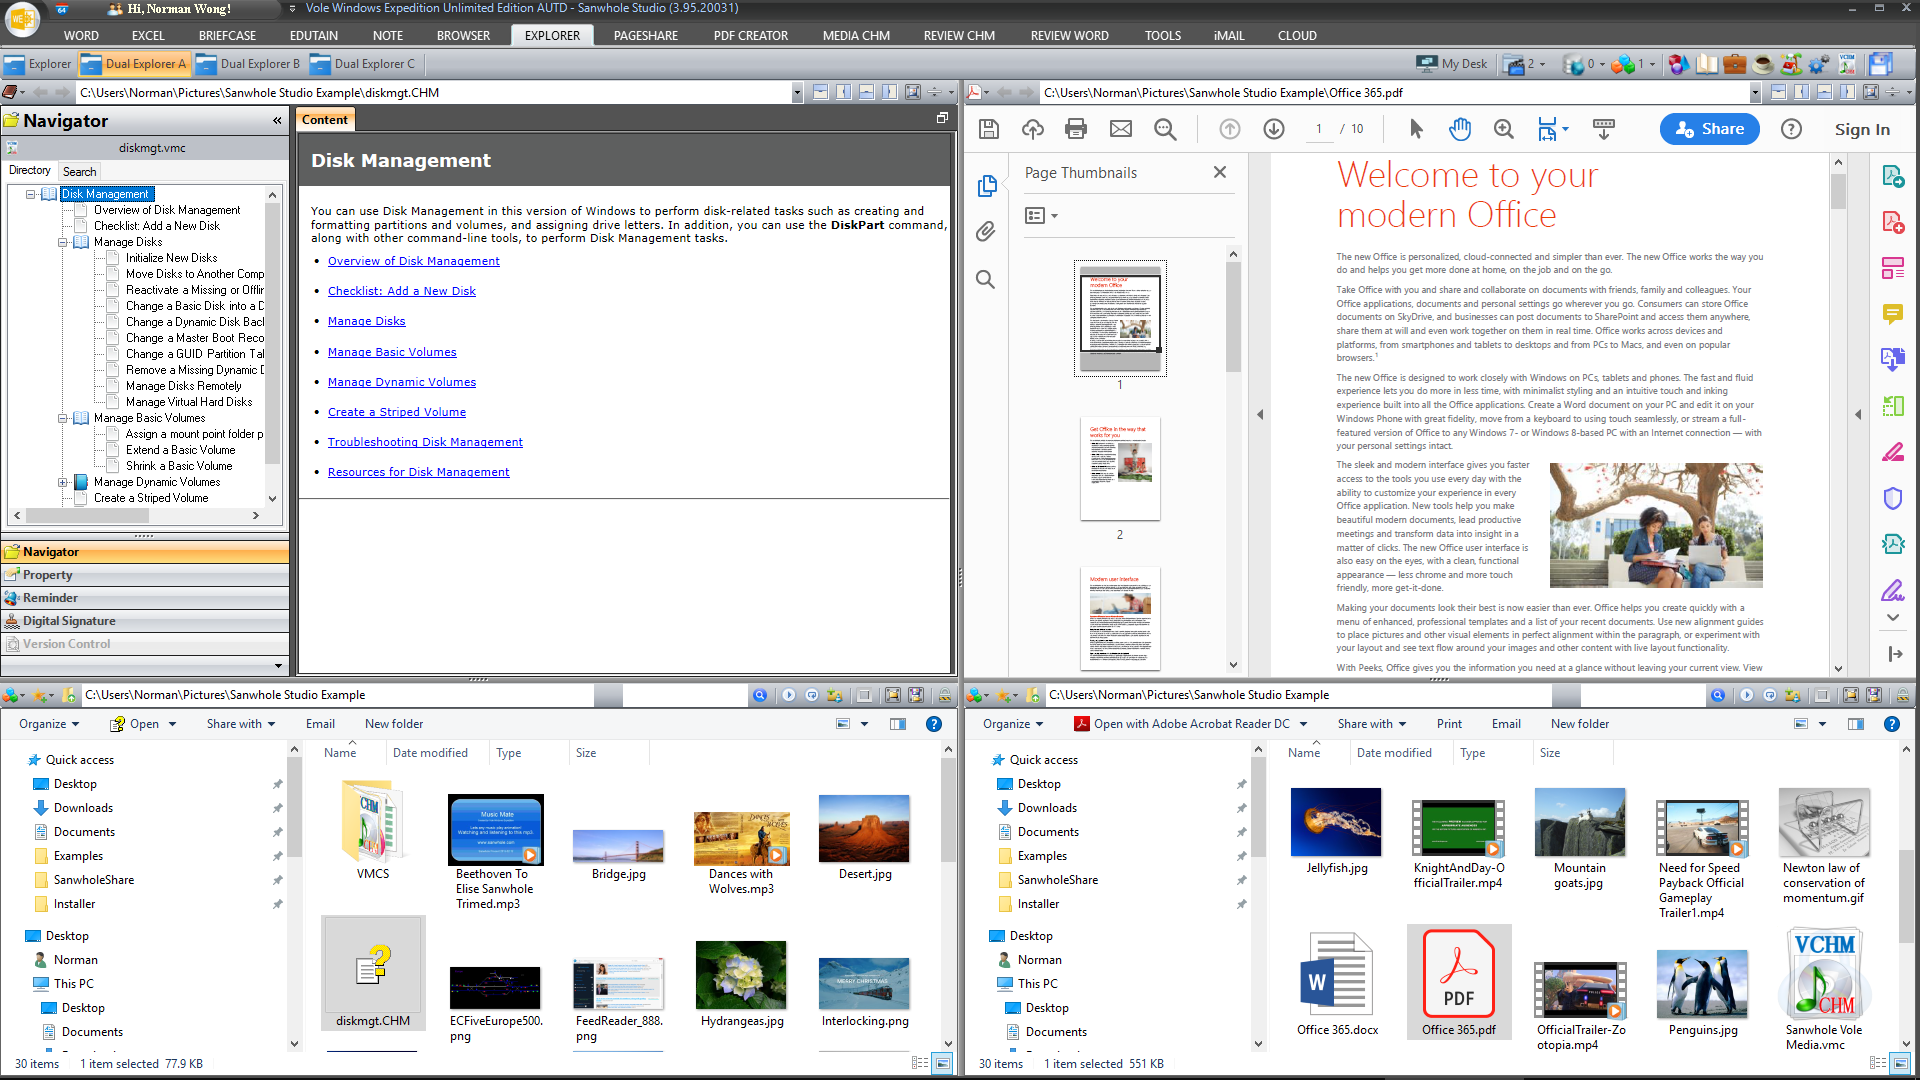 Hi, Norman Wong!
Vole Windows Expedition Unlimited Edition AUTD - Sanwhole Studio (3.95.20031)
WORD EXCEL BRIEFCASE EDUTAIN NOTE BROWSER EXPLORER PAGESHARE PDF CREATOR MEDIA CHM REVIEW CHM REVIEW WORD TOOLS iMAIL CLOUD
Explorer Dual Explorer A Dual Explorer B Dual Explorer C
My Desk 2 0 1
C:\Users\Norman\Pictures\Sanwhole Studio Example\diskmgt.CHM
Navigator
diskmgt.vmc
Directory Search
Disk Management
Overview of Disk Management
Checklist: Add a New Disk
Manage Disks
Initialize New Disks
Move Disks to Another Comp
Reactivate a Missing or Offlin
Change a Basic Disk into a D
Change a Dynamic Disk Back
Change a Master Boot Reco
Change a GUID Partition Tal
Remove a Missing Dynamic D
Manage Disks Remotely
Manage Virtual Hard Disks
Manage Basic Volumes
Assign a mount point folder p
Extend a Basic Volume
Shrink a Basic Volume
Manage Dynamic Volumes
Create a Striped Volume
Navigator
Property
Reminder
Digital Signature
Version Control
Content
Disk Management
You can use Disk Management in this version of Windows to perform disk-related tasks such as creating and
formatting partitions and volumes, and assigning drive letters. In addition, you can use the DiskPart command,
along with other command-line tools, to perform Disk Management tasks.
• Overview of Disk Management
• Checklist: Add a New Disk
• Manage Disks
• Manage Basic Volumes
• Manage Dynamic Volumes
• Create a Striped Volume
• Troubleshooting Disk Management
• Resources for Disk Management
C:\Users\Norman\Pictures\Sanwhole Studio Example\Office 365.pdf
1 / 10
Share
Sign In
Page Thumbnails
Welcome to your
modern Office
1
Get Office in the way that
works for you
2
Modern user interface
Welcome to your
modern Office
The new Office is personalized, cloud-connected and simpler than ever. The new Office works the way you
do and helps you get more done at home, on the job and on the go.
Take Office with you and share and collaborate on documents with friends, family and colleagues. Your
Office applications, documents and personal settings go wherever you go. Consumers can store Office
documents on SkyDrive, and businesses can post documents to SharePoint and access them anywhere,
share them at will and even work together on them in real time. Office works across devices and
platforms, from smartphones and tablets to desktops and from PCs to Macs, and even on popular
browsers.1
The new Office is designed to work closely with Windows on PCs, tablets and phones. The fast and fluid
experience lets you do more in less time, with minimalist styling and an intuitive touch and inking
experience built into all the Office applications. Create a Word document on your PC and edit it on your
Windows Phone with great fidelity, move from a keyboard to using touch seamlessly, or stream a full-
featured version of Office to any Windows 7- or Windows 8-based PC with an Internet connection — with
your personal settings intact.
The sleek and modern interface gives you faster
access to the tools you use every day with the
ability to customize your experience in every
Office application. New tools help you make
beautiful modern documents, lead productive
meetings and transform data into insight in a
matter of clicks. The new Office user interface is
also easy on the eyes, with a clean, functional
appearance — less chrome and more touch
friendly, more get-it-done.
Making your documents look their best is now easier than ever. Office helps you create quickly with a
menu of enhanced, professional templates and a list of your recent documents. Use new alignment guides
to place pictures and other visual elements in perfect alignment within the paragraph, or experiment with
your layout and see text flow around your images and other content with live layout functionality.
With Peeks, Office gives you the information you need at a glance without leaving your current view. View
C:\Users\Norman\Pictures\Sanwhole Studio Example
Organize Open Share with Email New folder
Quick access
Desktop
Downloads
Documents
Examples
SanwholeShare
Installer
Desktop
Norman
This PC
Desktop
Documents
Name Date modified Type Size
VMCS
Music Mate
Beethoven To
Elise Sanwhole
Trimed.mp3
Bridge.jpg
Dances with
Wolves.mp3
Desert.jpg
diskmgt.CHM
ECFiveEurope500.
png
FeedReader_888.
png
Hydrangeas.jpg
MERRY CHRISTMAS
Interlocking.png
30 items 1 item selected 77.9 KB
C:\Users\Norman\Pictures\Sanwhole Studio Example
Organize Open with Adobe Acrobat Reader DC Share with Print Email New folder
Quick access
Desktop
Downloads
Documents
Examples
SanwholeShare
Installer
Desktop
Norman
This PC
Desktop
Documents
Name Date modified Type Size
Jellyfish.jpg
KnightAndDay-O
fficialTrailer.mp4
Mountain
goats.jpg
Need for Speed
Payback Official
Gameplay
Trailer1.mp4
Newton law of
conservation of
momentum.gif
Office 365.docx
PDF
Office 365.pdf
OfficialTrailer-Zo
otopia.mp4
Penguins.jpg
VCHM
CHM
Sanwhole Vole
Media.vmc
30 items 1 item selected 551 KB